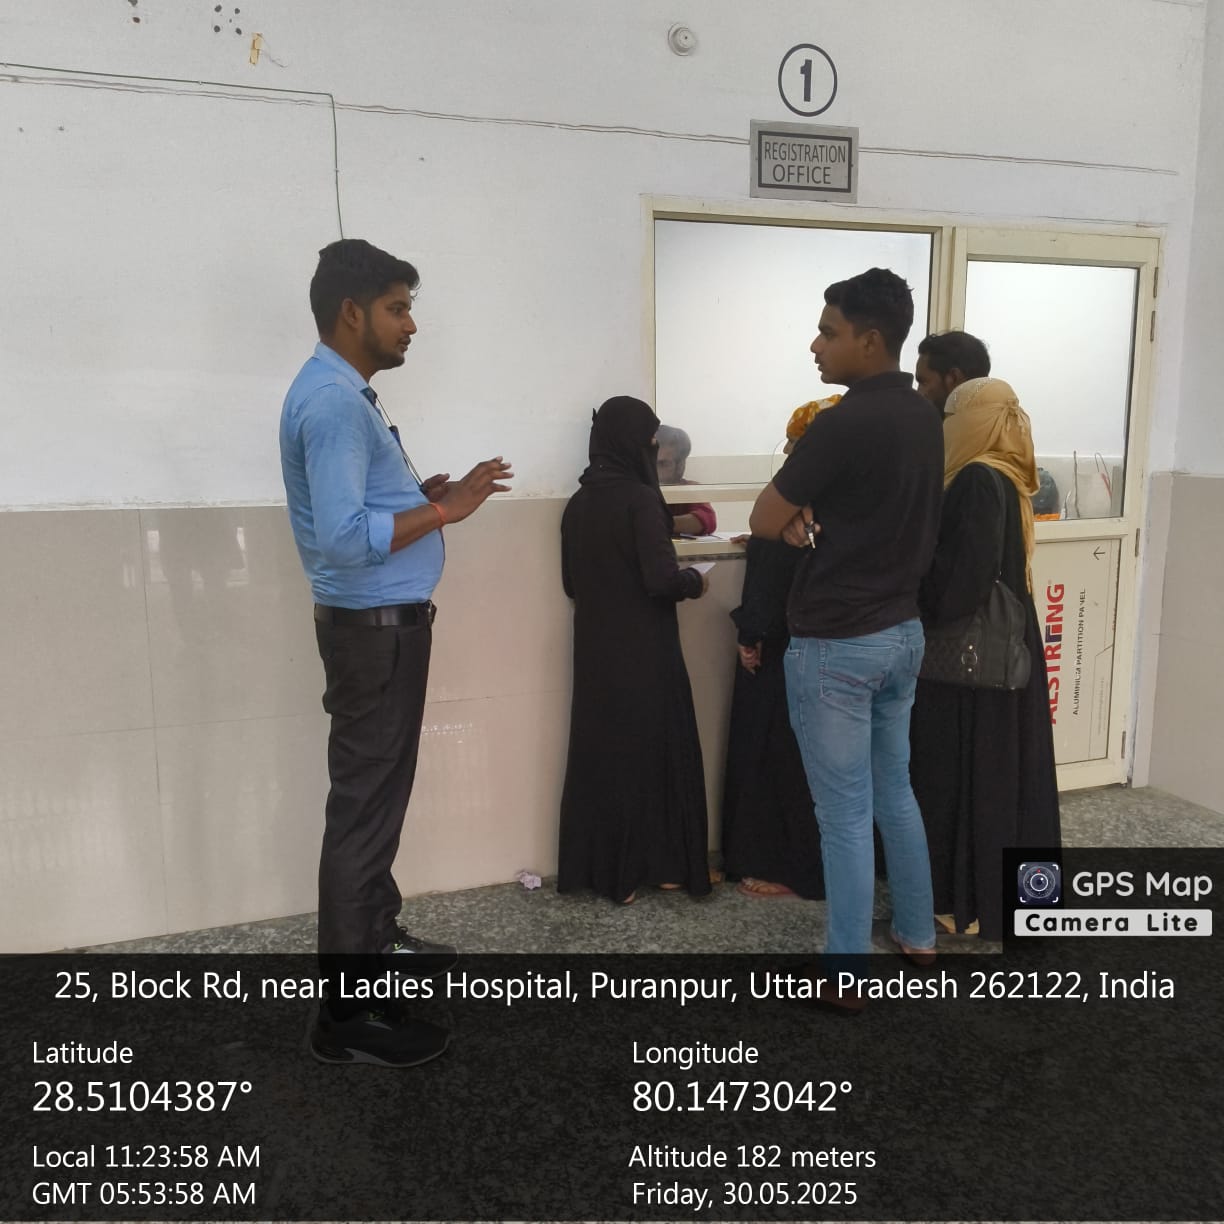 1
REGISTRATION
OFFICE
ALSTRONG
ALUMINIUM PARTITION PANEL
GPS Map
Camera Lite
25, Block Rd, near Ladies Hospital, Puranpur, Uttar Pradesh 262122, India
Latitude
28.5104387°
Longitude
80.1473042°
Local 11:23:58 AM
GMT 05:53:58 AM
Altitude 182 meters
Friday, 30.05.2025